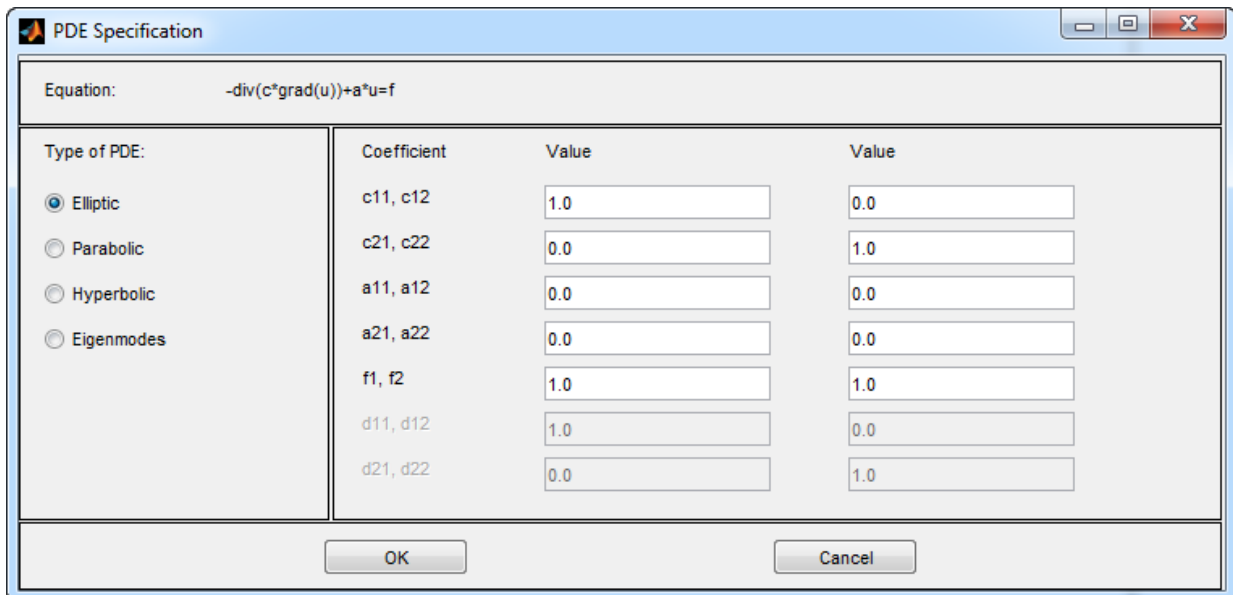 PDE Specification
Equation: -div(c*grad(u))+a*u=f
Type of PDE:
Elliptic
Parabolic
Hyperbolic
Eigenmodes
Coefficient Value Value
c11, c12 1.0 0.0
c21, c22 0.0 1.0
a11, a12 0.0 0.0
a21, a22 0.0 0.0
f1, f2 1.0 1.0
d11, d12 1.0 0.0
d21, d22 0.0 1.0
OK Cancel